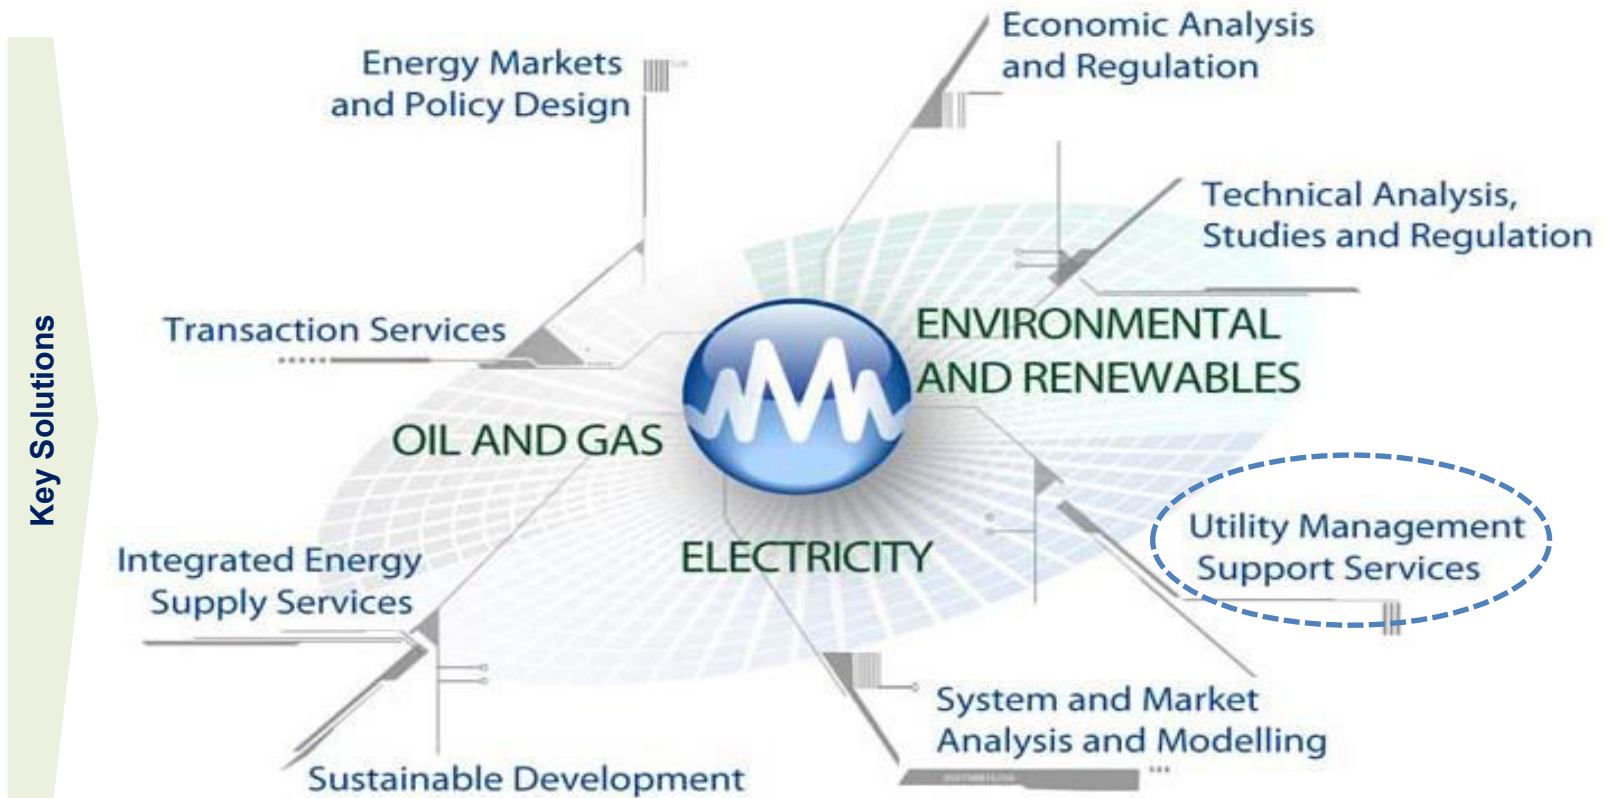 Key Solutions
Energy Markets
and Policy Design
Economic Analysis
and Regulation
Technical Analysis,
Studies and Regulation
Transaction Services
ENVIRONMENTAL
AND RENEWABLES
OIL AND GAS
ELECTRICITY
Utility Management
Support Services
Integrated Energy
Supply Services
System and Market
Analysis and Modelling
Sustainable Development